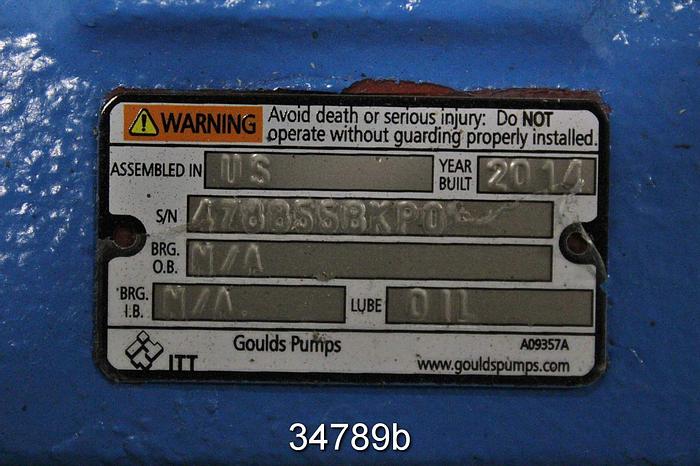 WARNING Avoid death or serious injury: Do NOT
operate without guarding properly installed.
ASSEMBLED IN US YEAR BUILT 2014
S/N
BRG. O.B. N/A
BRG. I.B. N/A LUBE OIL
ITT Goulds Pumps A09357A
www.gouldspumps.com
34789b